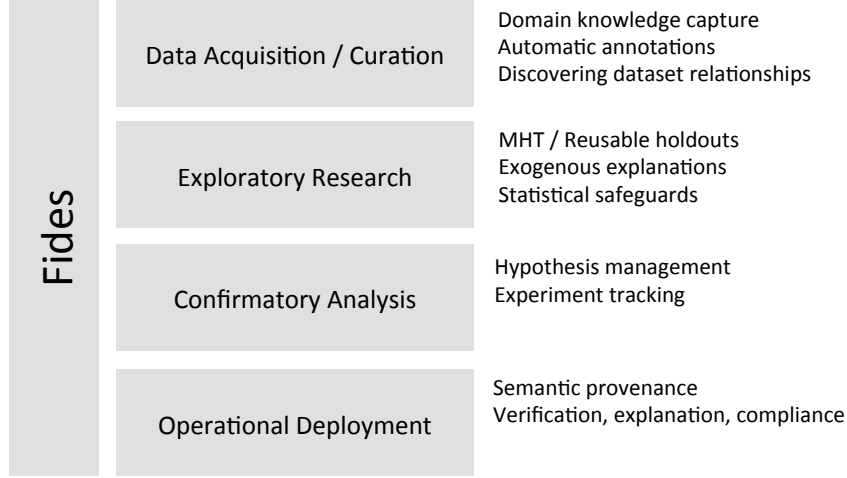 Fides
Data Acquisition / Curation
Domain knowledge capture
Automatic annotations
Discovering dataset relationships
Exploratory Research
MHT / Reusable holdouts
Exogenous explanations
Statistical safeguards
Confirmatory Analysis
Hypothesis management
Experiment tracking
Operational Deployment
Semantic provenance
Verification, explanation, compliance